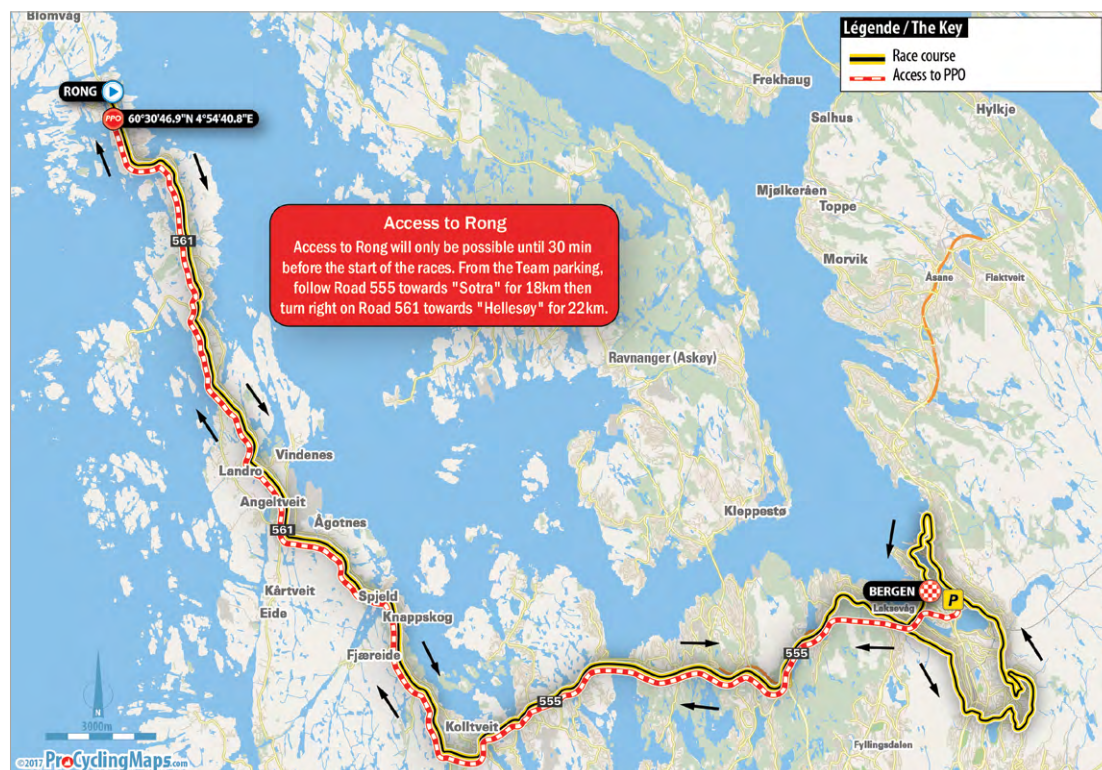 Blomvåg
Légende / The Key
Race course
Access to PPO
Frekhaug
RONG
PPO 60°30'46.9"N 4°54'40.8"E
Salhus
Hylkje
Mjølkeråen
Toppe
Morvik
Åsane
Flaktveit
561
Access to Rong
Access to Rong will only be possible until 30 min
before the start of the races. From the Team parking,
follow Road 555 towards "Sotra" for 18km then
turn right on Road 561 towards "Hellesøy" for 22km.
Ravnanger (Askøy)
Vindenes
Landro
Angeltveit
Ågotnes
561
Kleppestø
Kårtveit
Eide
Spjeld
Knappskog
Fjæreide
BERGEN
P
Laksevåg
555
555
Kolltveit
Fyllingsdalen
N
3000m
©2017 ProCyclingMaps.com